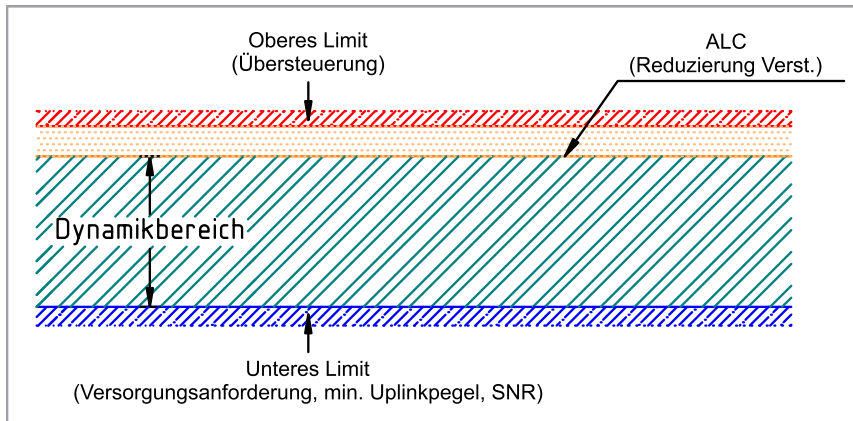 Oberes Limit
(Übersteuerung)
ALC
(Reduzierung Verst.)
Dynamikbereich
Unteres Limit
(Versorgungsanforderung, min. Uplinkpegel, SNR)